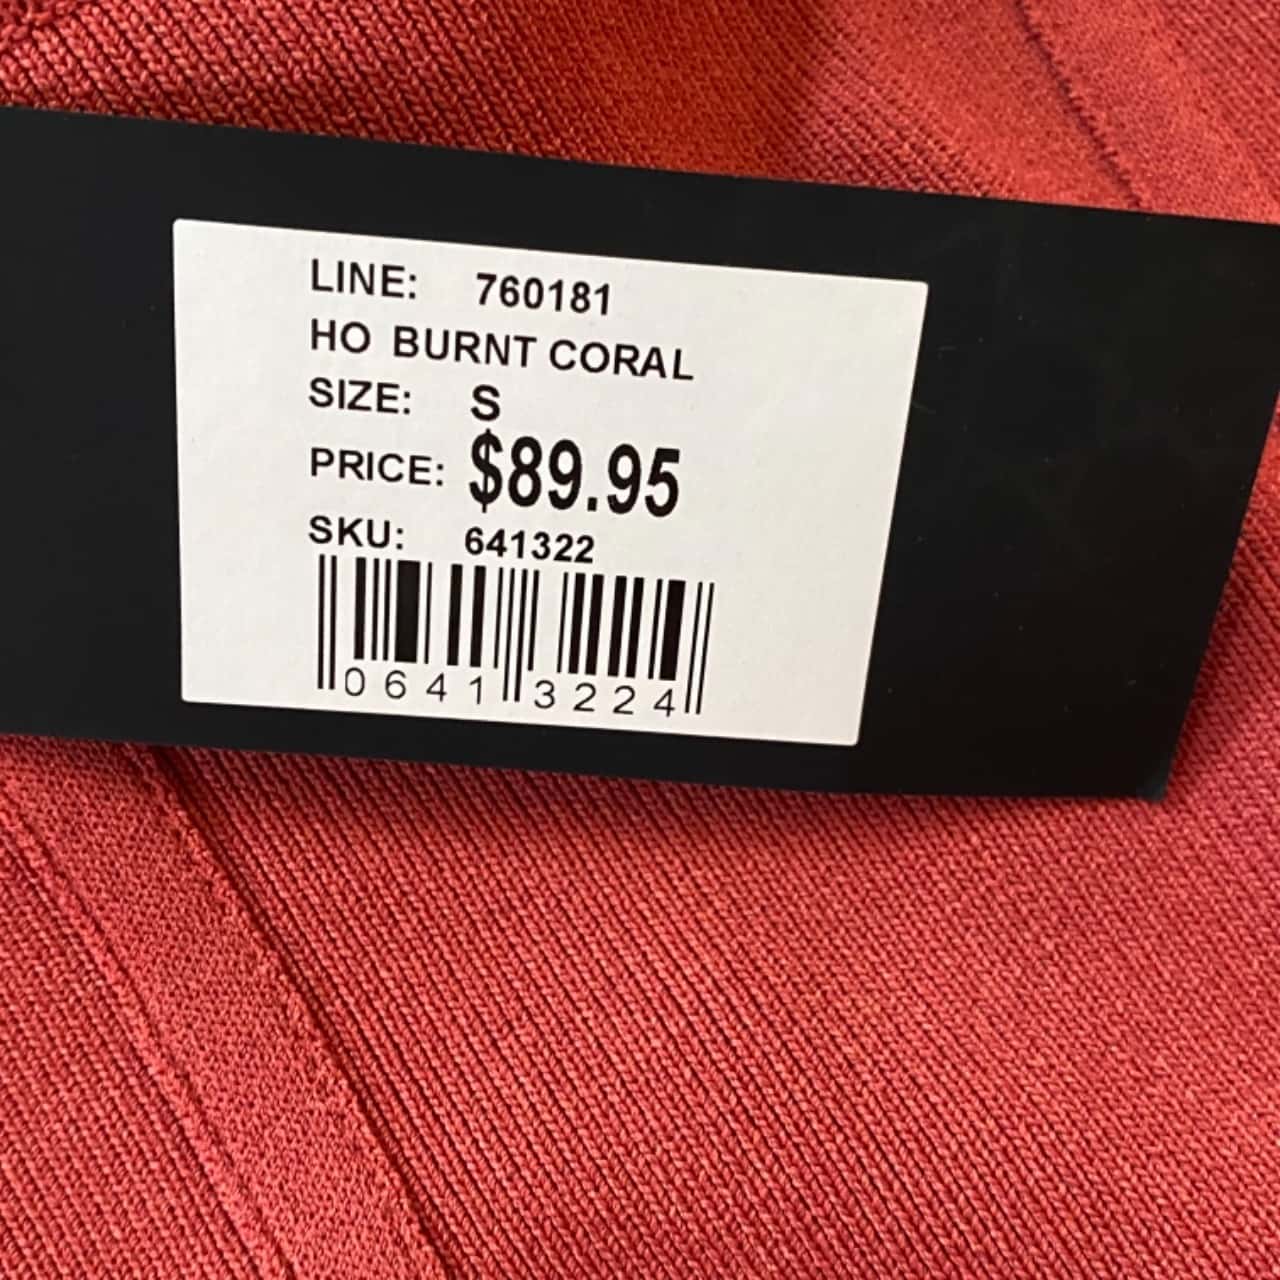 LINE: 760181
HO BURNT CORAL
SIZE: S
PRICE: $89.95
SKU: 641322
0641 3224